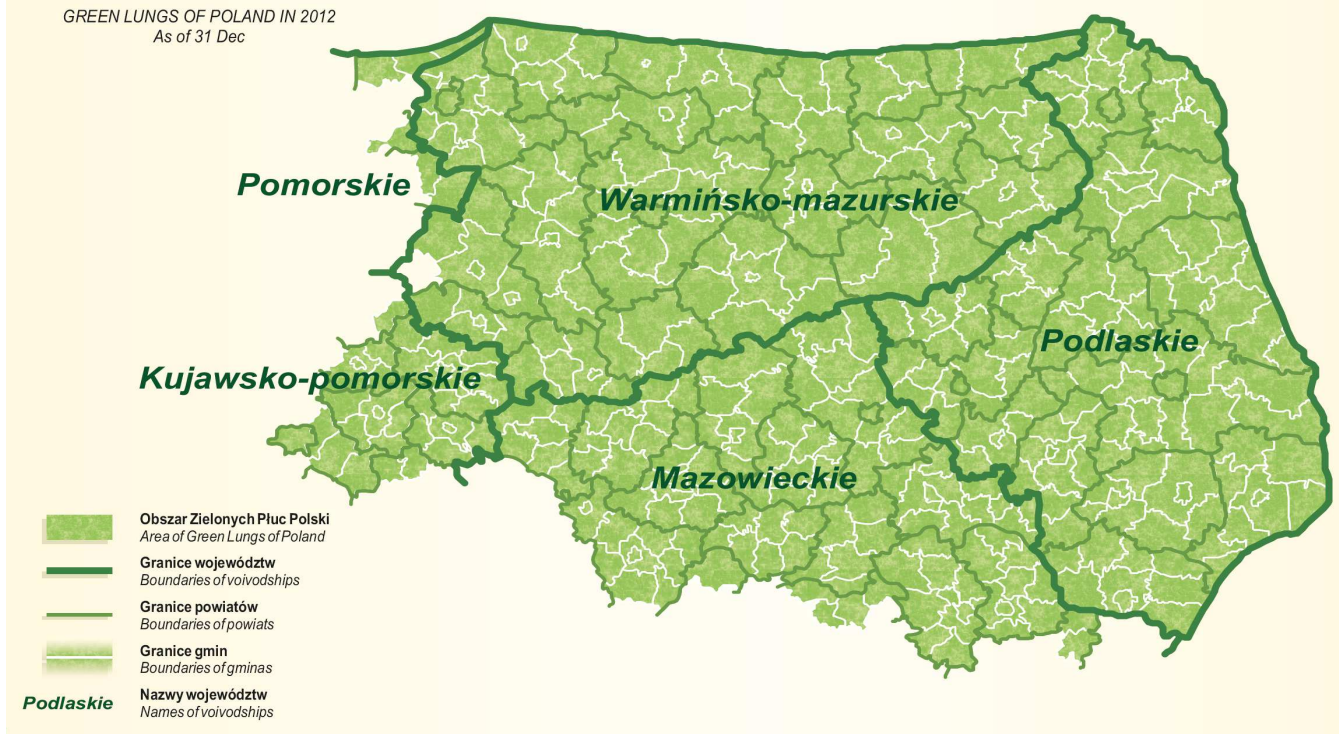 GREEN LUNGS OF POLAND IN 2012
As of 31 Dec
Pomorskie
Warmińsko-mazurskie
Podlaskie
Kujawsko-pomorskie
Mazowieckie
Obszar Zielonych Płuc Polski
Area of Green Lungs of Poland
Granice województw
Boundaries of voivodships
Granice powiatów
Boundaries of powiats
Granice gmin
Boundaries of gminas
Podlaskie
Nazwy województw
Names of voivodships